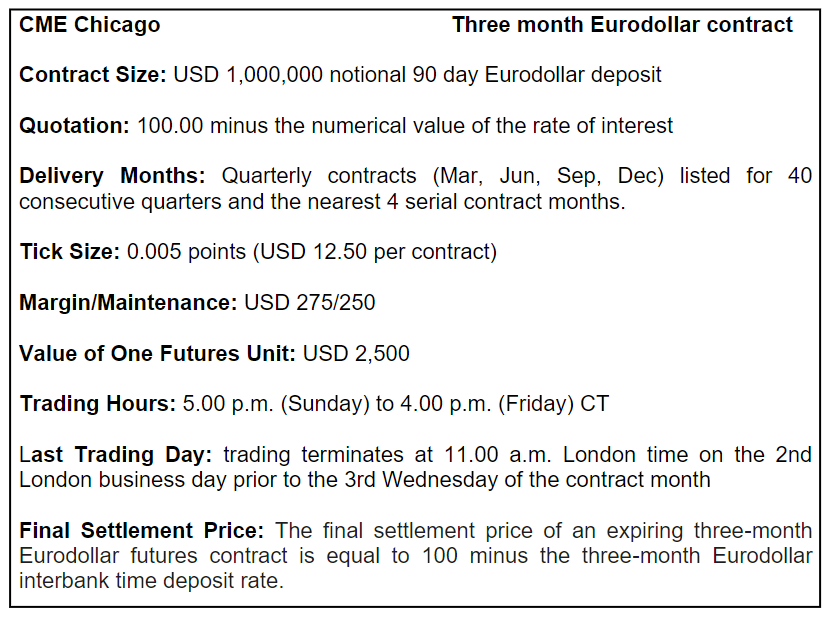 CME Chicago Three month Eurodollar contract
Contract Size: USD 1,000,000 notional 90 day Eurodollar deposit
Quotation: 100.00 minus the numerical value of the rate of interest
Delivery Months: Quarterly contracts (Mar, Jun, Sep, Dec) listed for 40
consecutive quarters and the nearest 4 serial contract months.
Tick Size: 0.005 points (USD 12.50 per contract)
Margin/Maintenance: USD 275/250
Value of One Futures Unit: USD 2,500
Trading Hours: 5.00 p.m. (Sunday) to 4.00 p.m. (Friday) CT
Last Trading Day: trading terminates at 11.00 a.m. London time on the 2nd
London business day prior to the 3rd Wednesday of the contract month
Final Settlement Price: The final settlement price of an expiring three-month
Eurodollar futures contract is equal to 100 minus the three-month Eurodollar
interbank time deposit rate.